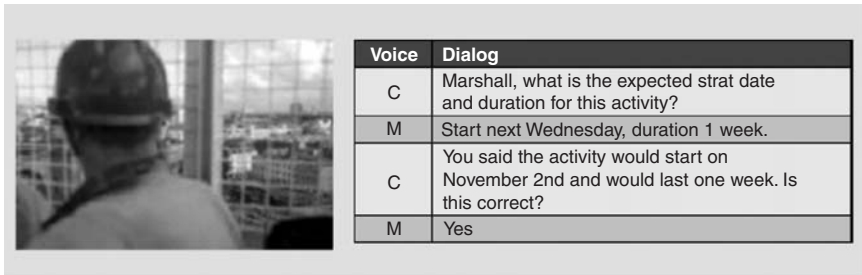 Voice Dialog
C Marshall, what is the expected strat date
and duration for this activity?
M Start next Wednesday, duration 1 week.
C You said the activity would start on
November 2nd and would last one week. Is
this correct?
M Yes